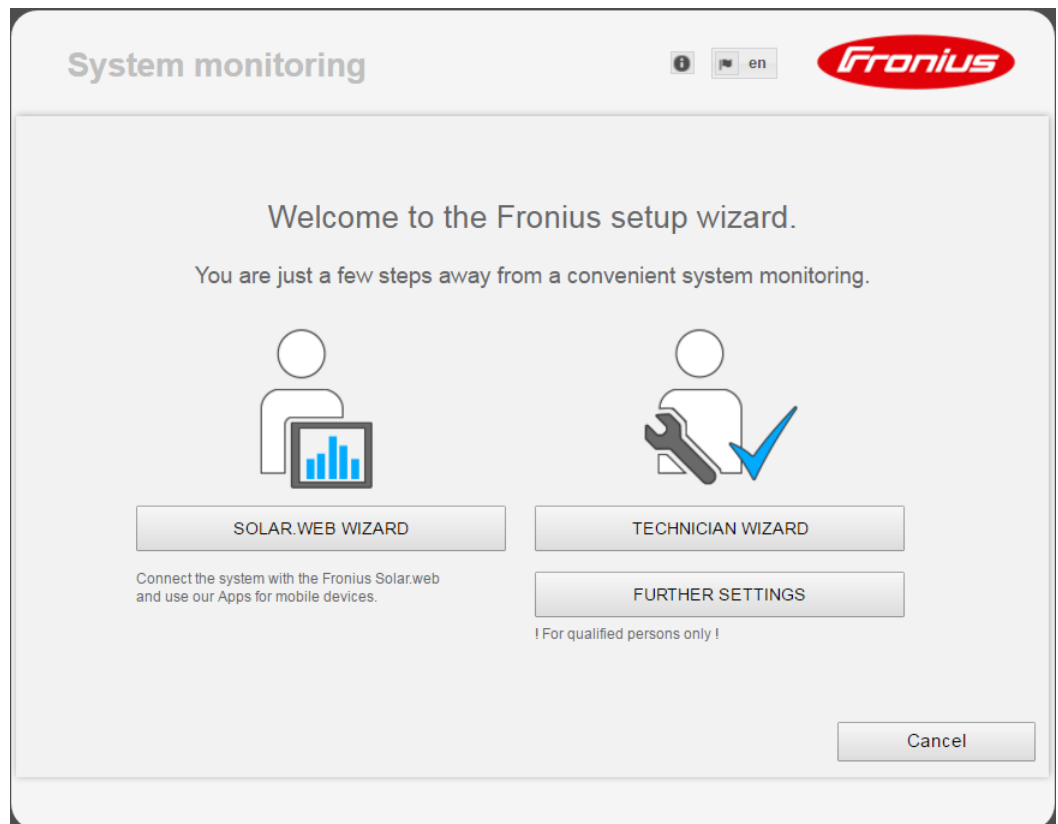 System monitoring
en
Fronius
Welcome to the Fronius setup wizard.
You are just a few steps away from a convenient system monitoring.
SOLAR.WEB WIZARD
Connect the system with the Fronius Solar.web
and use our Apps for mobile devices.
TECHNICIAN WIZARD
FURTHER SETTINGS
! For qualified persons only !
Cancel